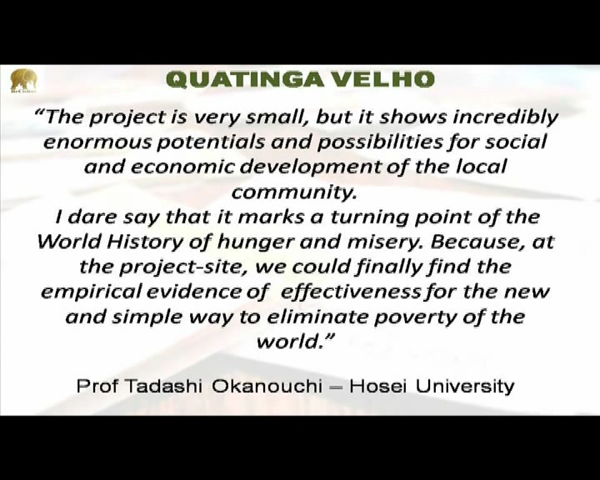 QUATINGA VELHO
“The project is very small, but it shows incredibly
enormous potentials and possibilities for social
and economic development of the local
community.
I dare say that it marks a turning point of the
World History of hunger and misery. Because, at
the project-site, we could finally find the
empirical evidence of effectiveness for the new
and simple way to eliminate poverty of the
world.”
Prof Tadashi Okanouchi – Hosei University